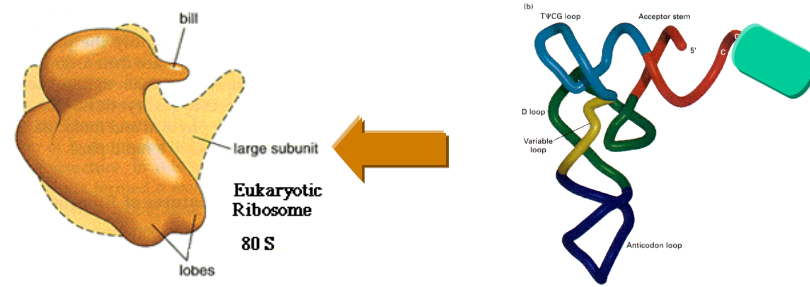 bill
large subunit
Eukaryotic
Ribosome
80 S
lobes
(b)
TΨCG loop
Acceptor stem
5'
C
C
D loop
Variable
loop
Anticodon loop